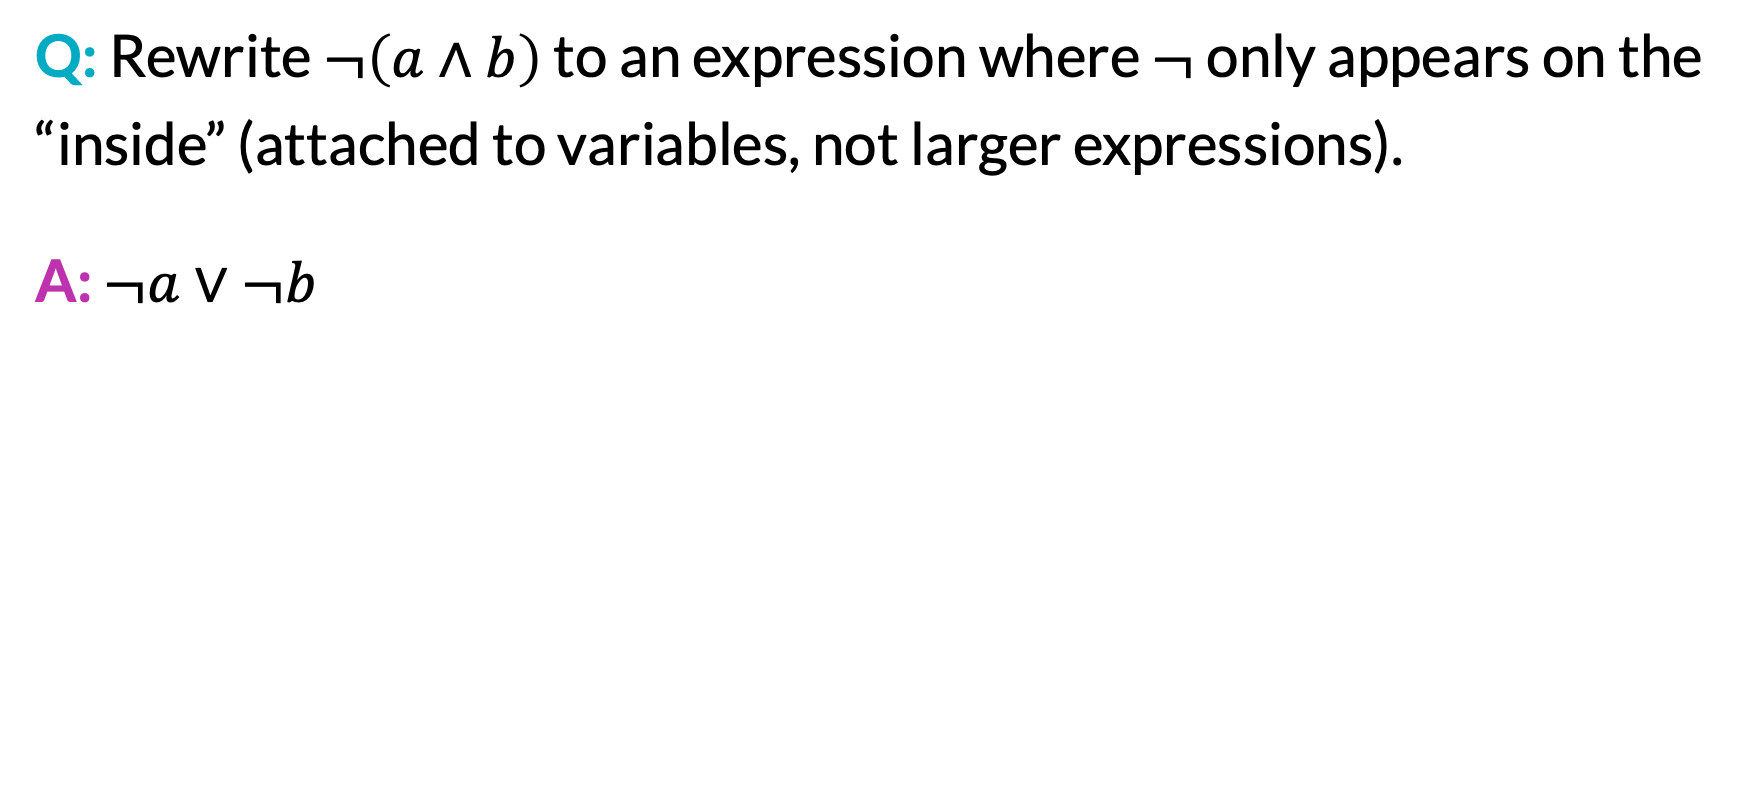 Q: Rewrite ¬(𝑎 ∧ 𝑏) to an expression where ¬ only appears on the
“inside” (attached to variables, not larger expressions).
A: ¬𝑎 ∨ ¬𝑏